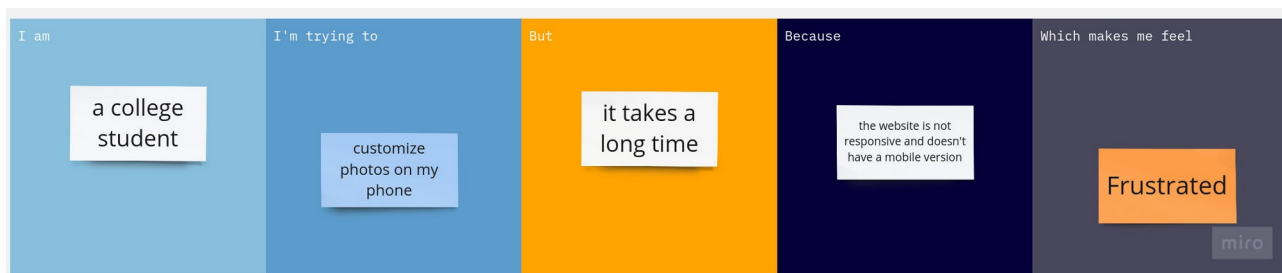 I am
a college
student
I'm trying to
customize
photos on my
phone
But
it takes a
long time
Because
the website is not
responsive and doesn't
have a mobile version
Which makes me feel
Frustrated
miro